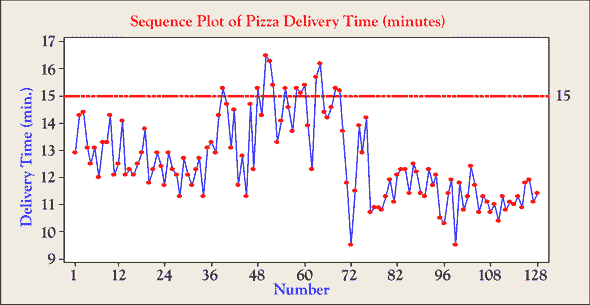 Sequence Plot of Pizza Delivery Time (minutes)
Delivery Time (min.)
17
16
15
14
13
12
11
10
9
15
1 12 24 36 48 60 72 82 96 108 128
Number